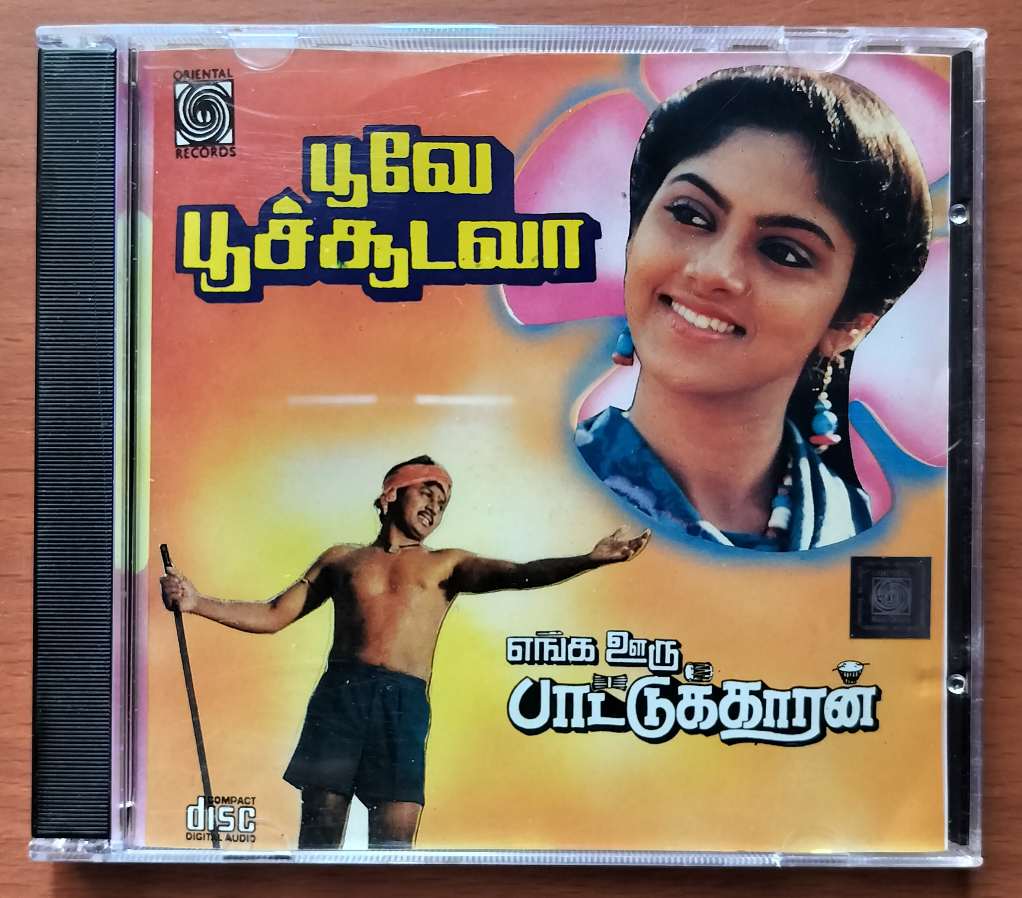 ORIENTAL
RECORDS
பூவே
பூச்சூடவா
எங்க ஊரு
பாட்டுக்காரன்
COMPACT
disc
DIGITAL AUDIO